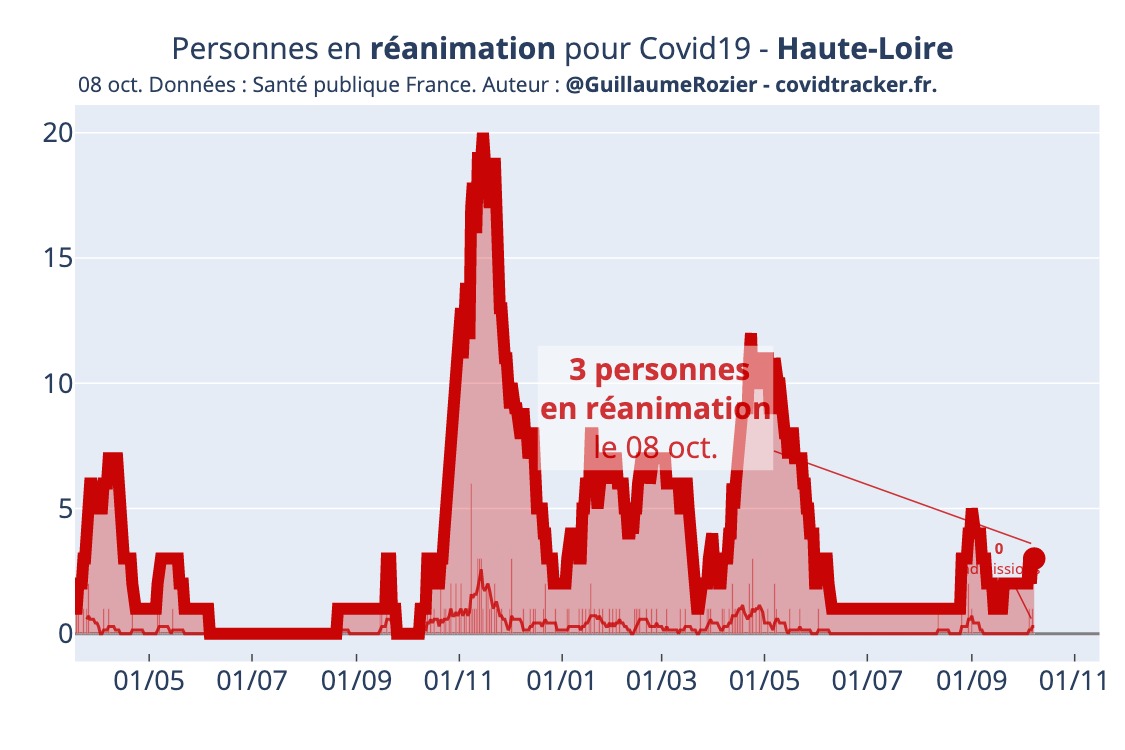 Personnes en réanimation pour Covid19 - Haute-Loire
08 oct. Données : Santé publique France. Auteur : @GuillaumeRozier - covidtracker.fr.
20
15
10
5
0
3 personnes
en réanimation
le 08 oct.
0
admissions
01/05 01/07 01/09 01/11 01/01 01/03 01/05 01/07 01/09 01/11